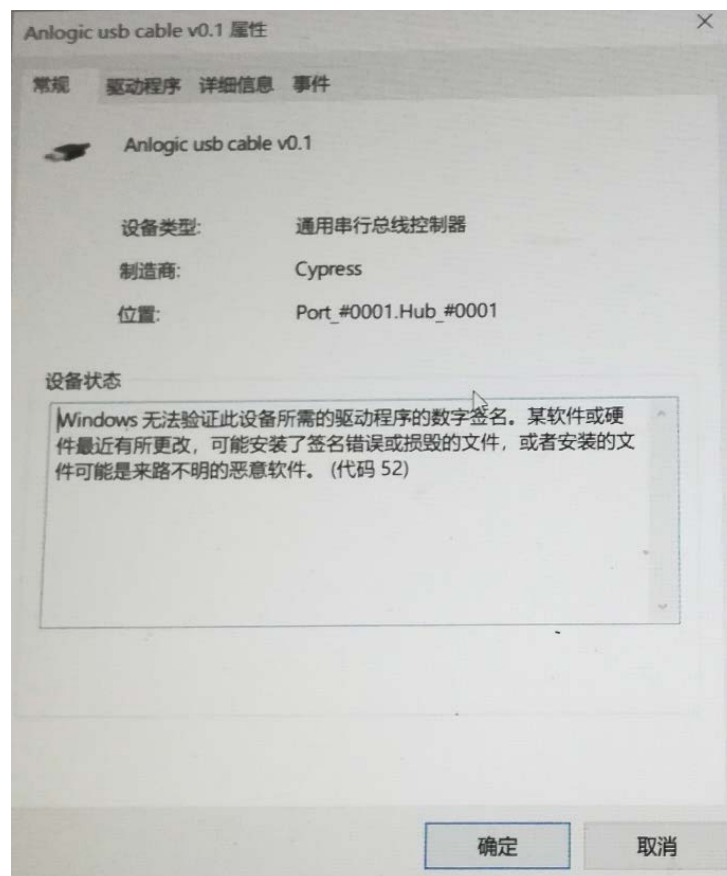 Anlogic usb cable v0.1 属性
常规 驱动程序 详细信息 事件
Anlogic usb cable v0.1
设备类型: 通用串行总线控制器
制造商: Cypress
位置: Port_#0001.Hub_#0001
设备状态
Windows 无法验证此设备所需的驱动程序的数字签名。某软件或硬
件最近有所更改，可能安装了签名错误或损毁的文件，或者安装的文
件可能是来路不明的恶意软件。 (代码 52)
确定 取消